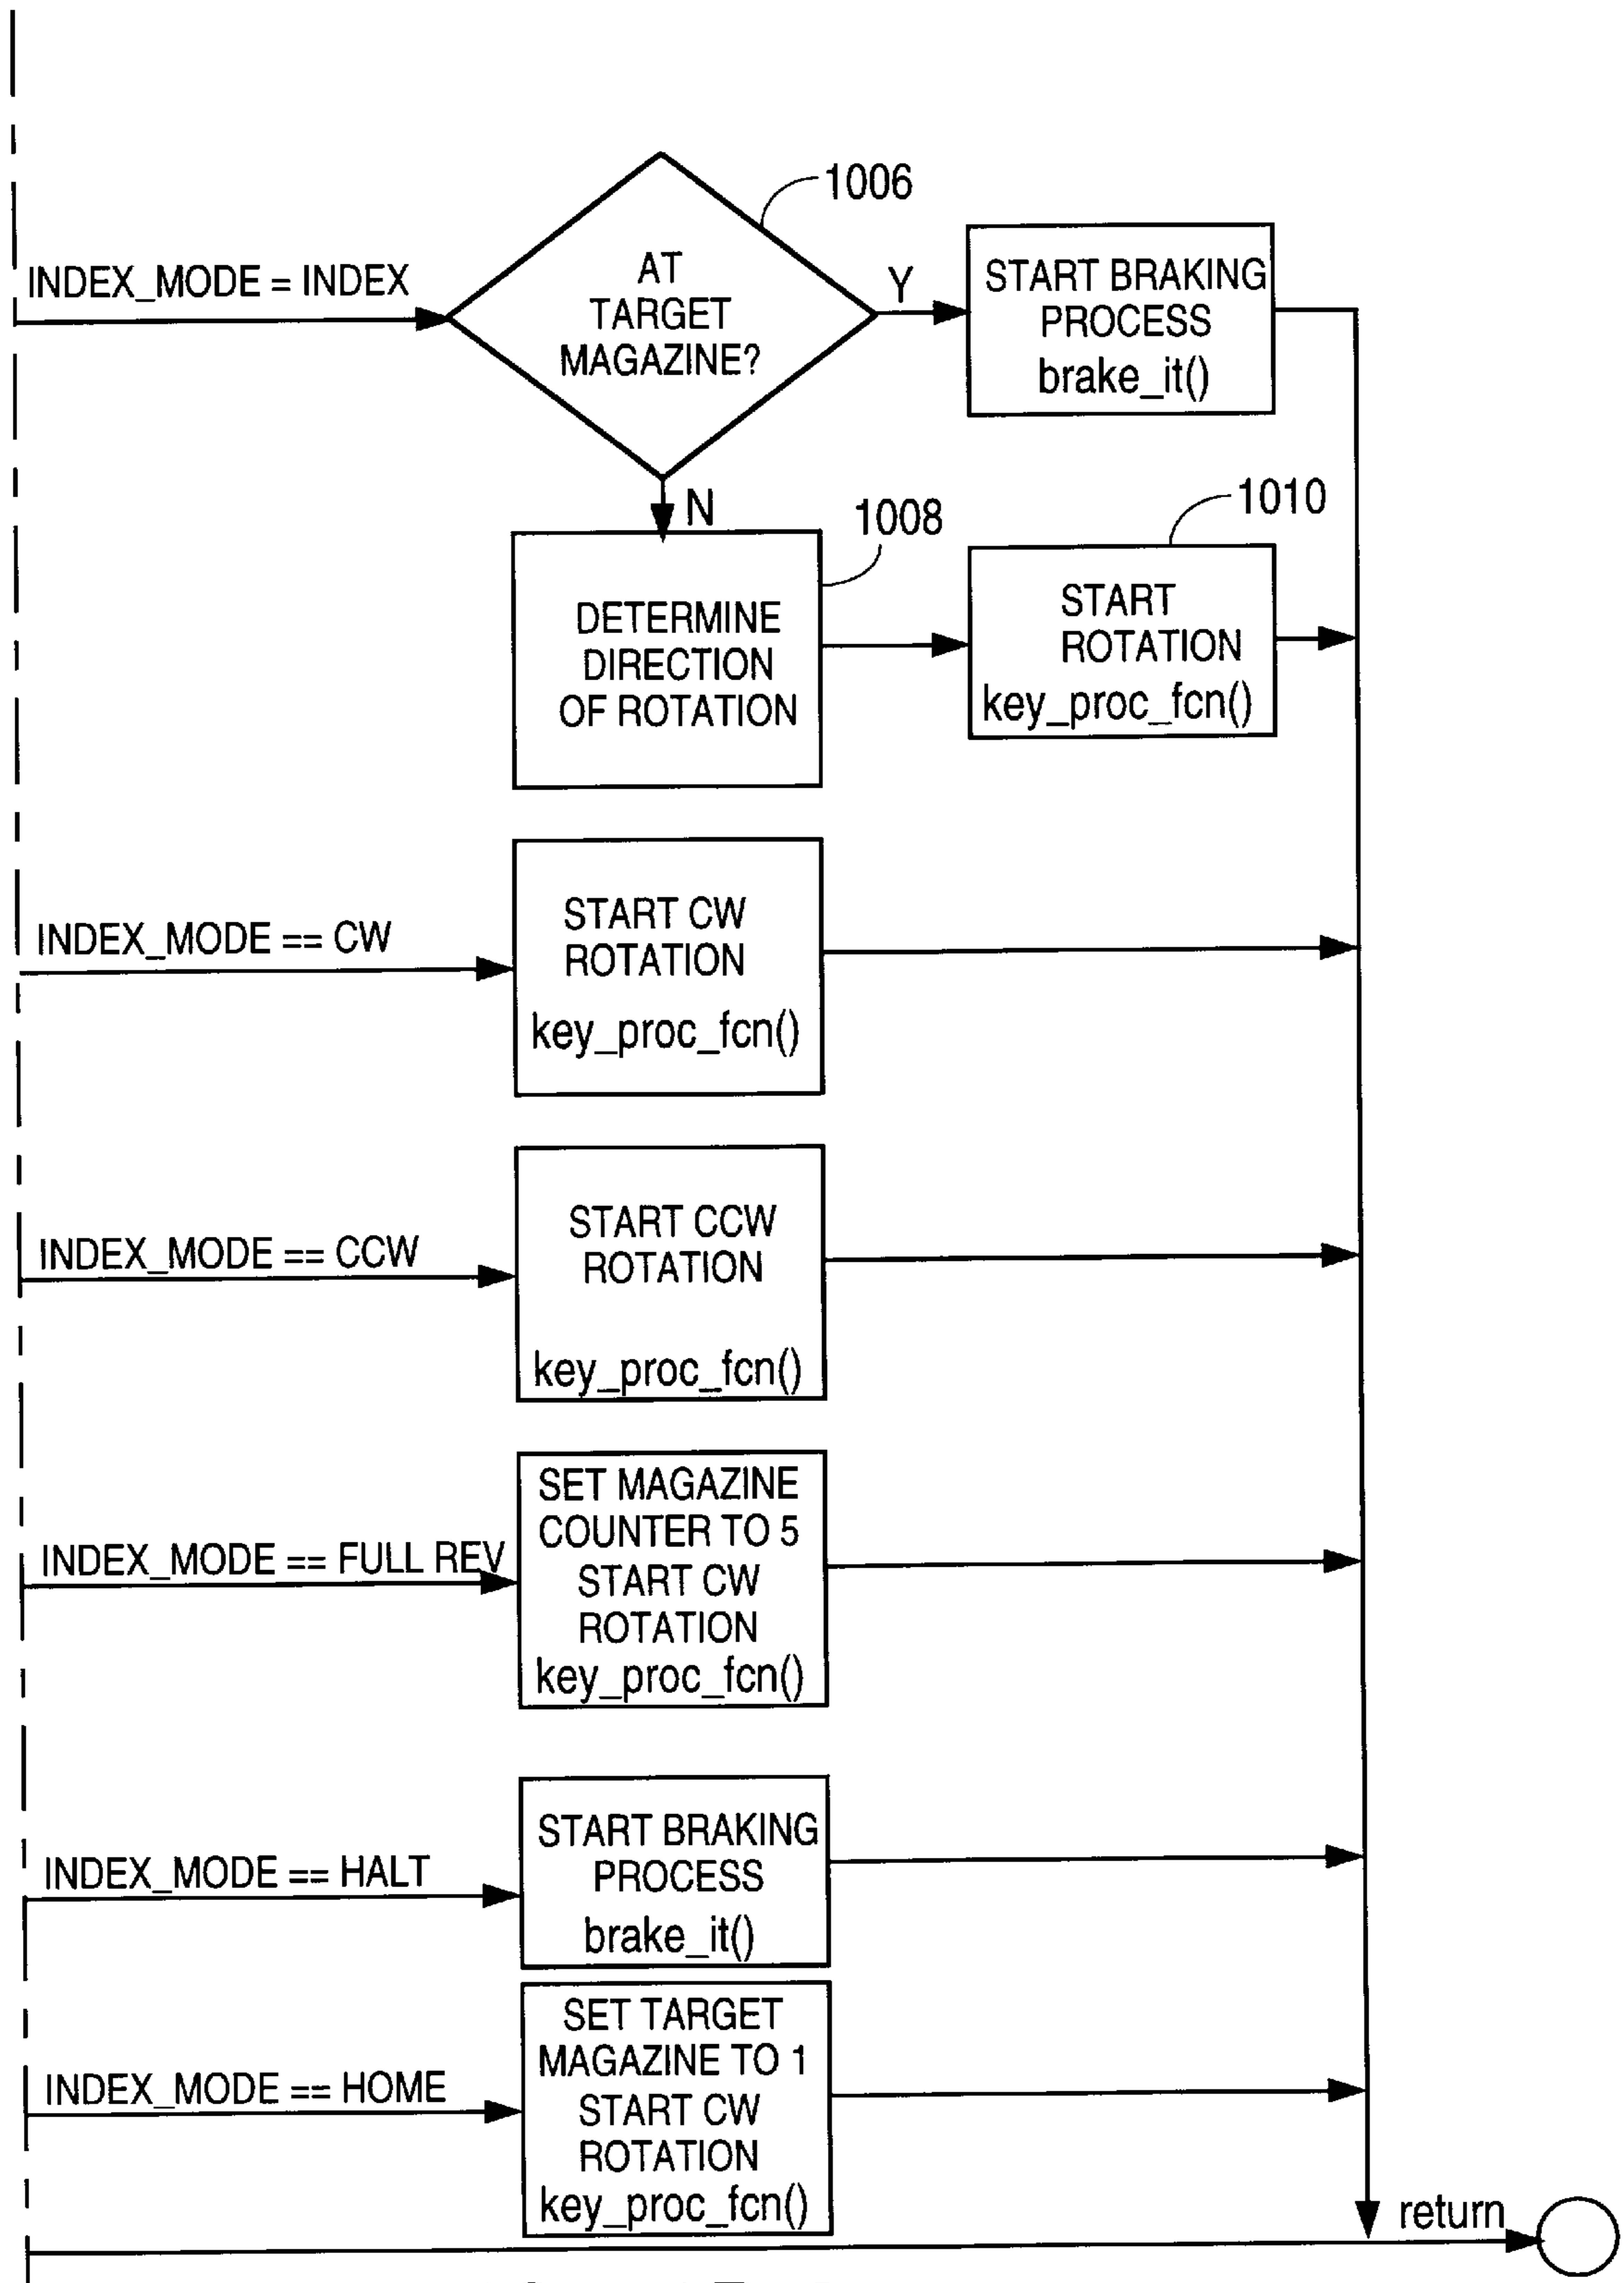 1006
INDEX_MODE = INDEX
AT
TARGET
MAGAZINE?
Y
START BRAKING
PROCESS
brake_it()
N
1008
1010
DETERMINE
DIRECTION
OF ROTATION
START
ROTATION
key_proc_fcn()
INDEX_MODE == CW
START CW
ROTATION
key_proc_fcn()
INDEX_MODE == CCW
START CCW
ROTATION
key_proc_fcn()
INDEX_MODE == FULL REV
SET MAGAZINE
COUNTER TO 5
START CW
ROTATION
key_proc_fcn()
INDEX_MODE == HALT
START BRAKING
PROCESS
brake_it()
INDEX_MODE == HOME
SET TARGET
MAGAZINE TO 1
START CW
ROTATION
key_proc_fcn()
return